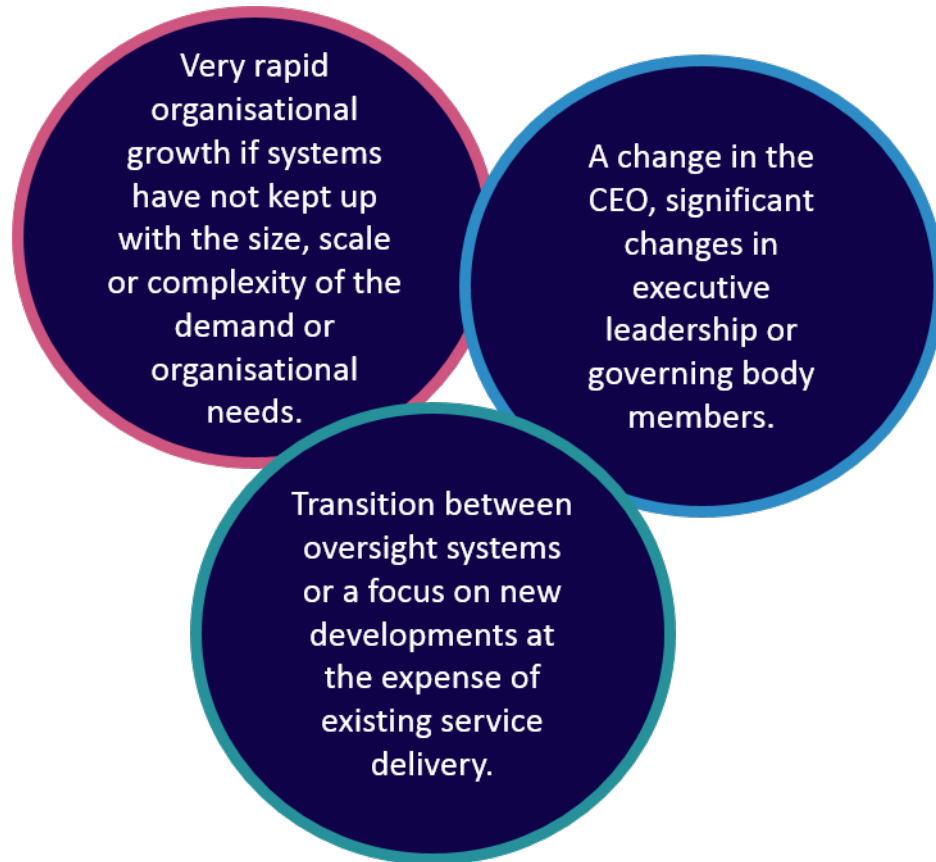 Very rapid
organisational
growth if systems
have not kept up
with the size, scale
or complexity of the
demand or
organisational
needs.
A change in the
CEO, significant
changes in
executive
leadership or
governing body
members.
Transition between
oversight systems
or a focus on new
developments at
the expense of
existing service
delivery.